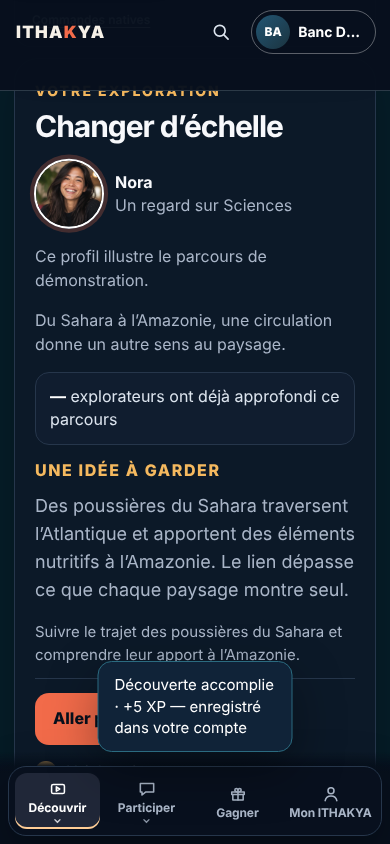 ITHAKYA
BA
Banc D…
VOTRE EXPLORATION
Changer d’échelle
Nora
Un regard sur Sciences
Ce profil illustre le parcours de
démonstration.
Du Sahara à l’Amazonie, une circulation
donne un autre sens au paysage.
— explorateurs ont déjà approfondi ce
parcours
UNE IDÉE À GARDER
Des poussières du Sahara traversent
l’Atlantique et apportent des éléments
nutritifs à l’Amazonie. Le lien dépasse
ce que chaque paysage montre seul.
Suivre le trajet des poussières du Sahara et
comprendre leur apport à l’Amazonie.
Aller
Découverte accomplie
· +5 XP — enregistré
dans votre compte
Découvrir
Participer
Gagner
Mon ITHAKYA